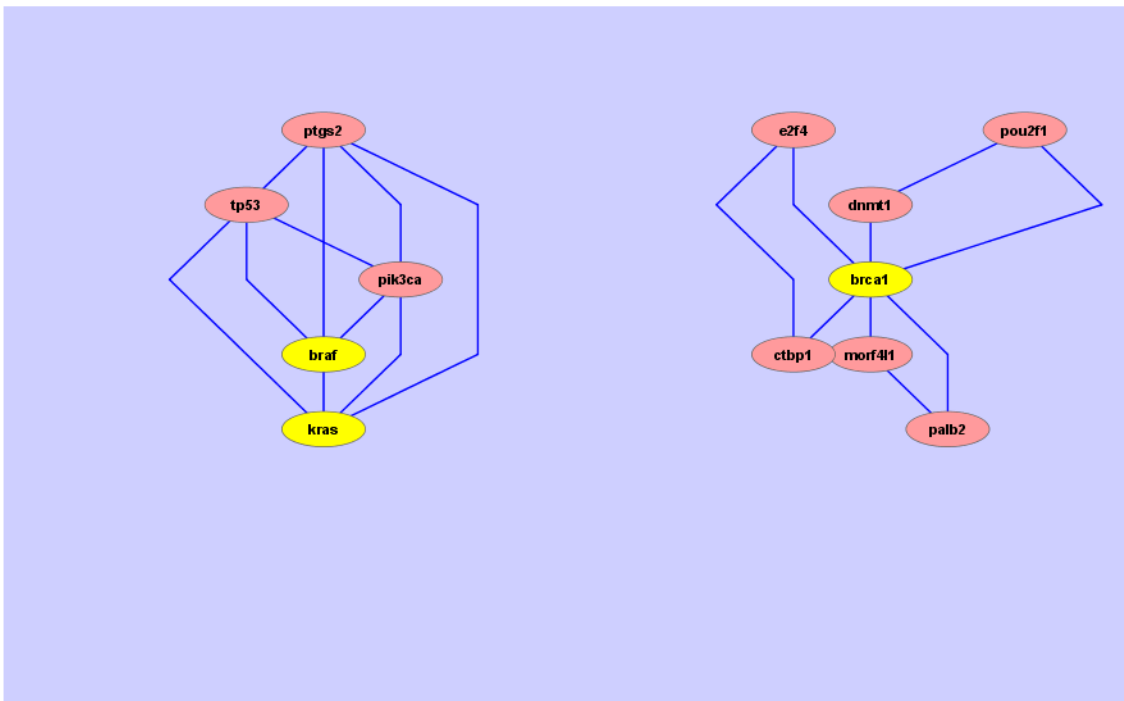 ptgs2
tp53
pik3ca
braf
kras
e2f4
pou2f1
dnmt1
brca1
ctbp1
morf4l1
palb2